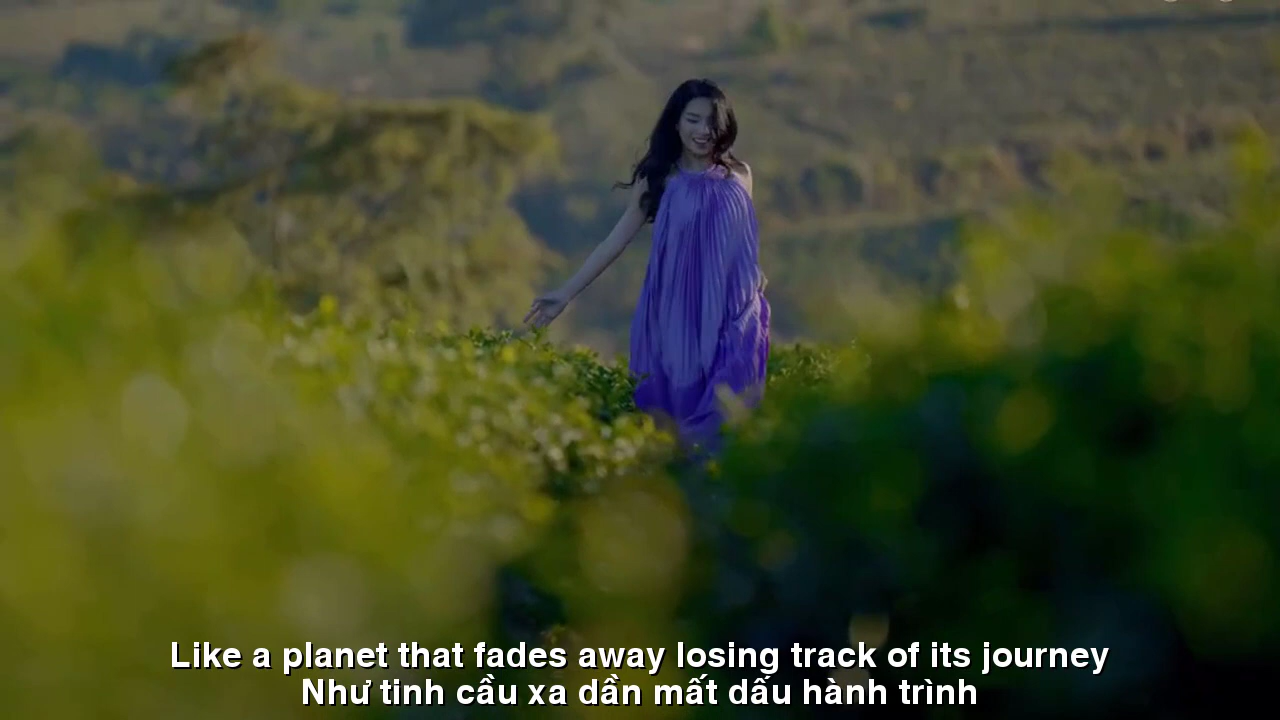 Like a planet that fades away losing track of its journey
Như tinh cầu xa dần mất dấu hành trình